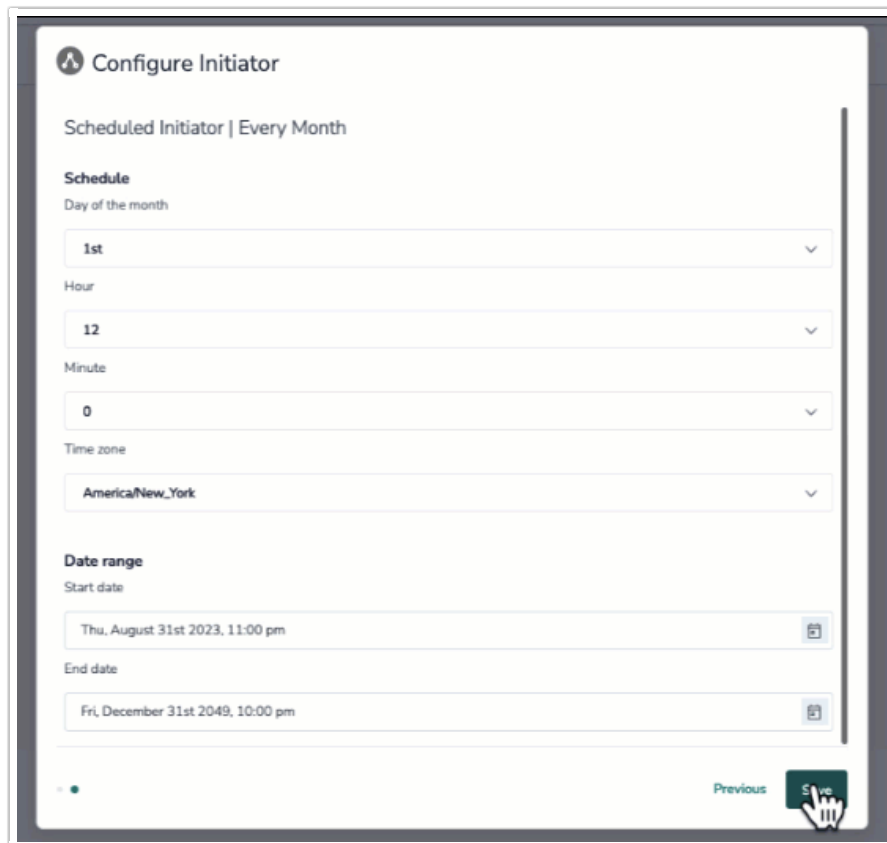 Configure Initiator
Scheduled Initiator | Every Month
Schedule
Day of the month
1st
Hour
12
Minute
0
Time zone
America/New_York
Date range
Start date
Thu, August 31st 2023, 11:00 pm
End date
Fri, December 31st 2049, 10:00 pm
Previous
Save